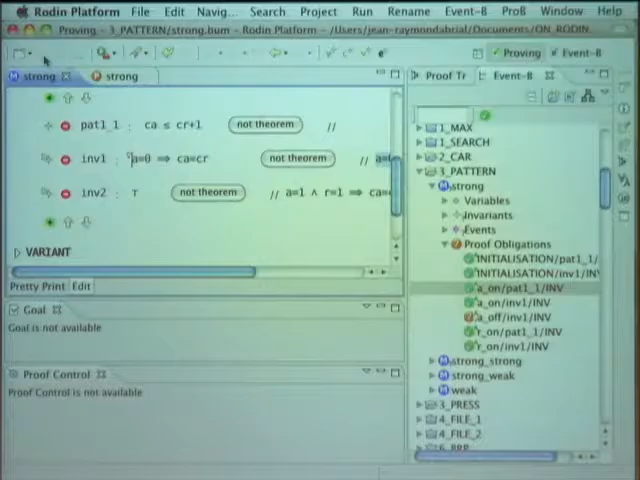 Rodin Platform File Edit Navig... Search Project Run Rename Event-B ProB Window Help
Proving - 3_PATTERN/strong.bum - Rodin Platform - /Users/jean-raymondabrial/Documents/ON_RODIN
Proving Event-B
strong strong
Proof Tr Event-B
pat1_1 : ca ≤ cr+1 not theorem //
inv1 : a=0 ⇒ ca=cr not theorem //
inv2 : r not theorem // a=1 ∧ r=1 ⇒ ca=
VARIANT
Pretty Print Edit
Goal
Goal is not available
Proof Control
Proof Control is not available
1_MAX
1_SEARCH
2_CAR
3_PATTERN
strong
Variables
Invariants
Events
Proof Obligations
INITIALISATION/pat1_1/
INITIALISATION/inv1/IN
a_on/pat1_1/INV
a_on/inv1/INV
a_off/inv1/INV
r_on/pat1_1/INV
r_on/inv1/INV
strong_strong
strong_weak
weak
3_PRESS
4_FILE_1
4_FILE_2